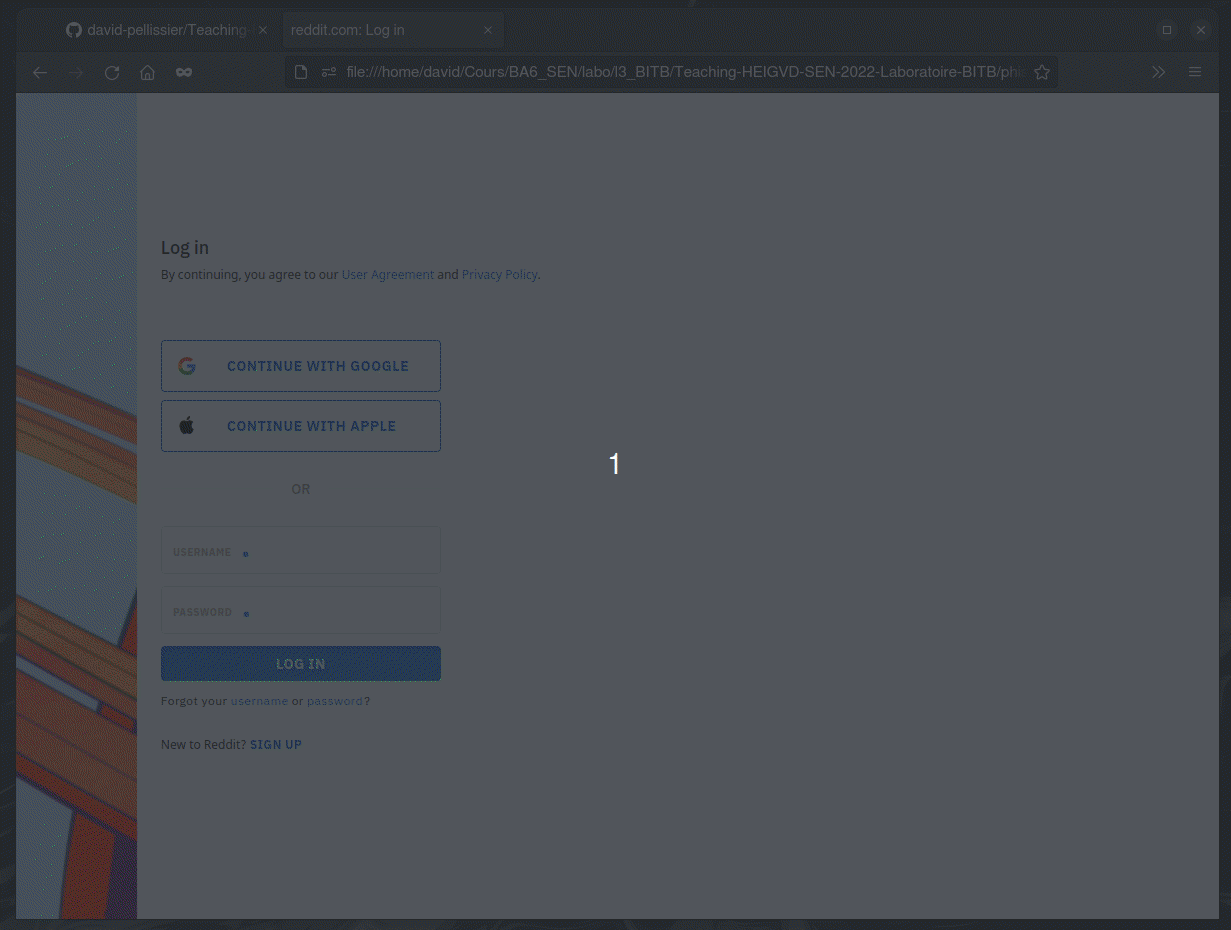 david-pellissier/Teaching-
reddit.com: Log in
file:///home/david/Cours/BA6_SEN/labo/l3_BITB/Teaching-HEIGVD-SEN-2022-Laboratoire-BITB/phi
Log in
By continuing, you agree to our User Agreement and Privacy Policy.
CONTINUE WITH GOOGLE
CONTINUE WITH APPLE
1
OR
USERNAME
PASSWORD
LOG IN
Forgot your username or password?
New to Reddit? SIGN UP